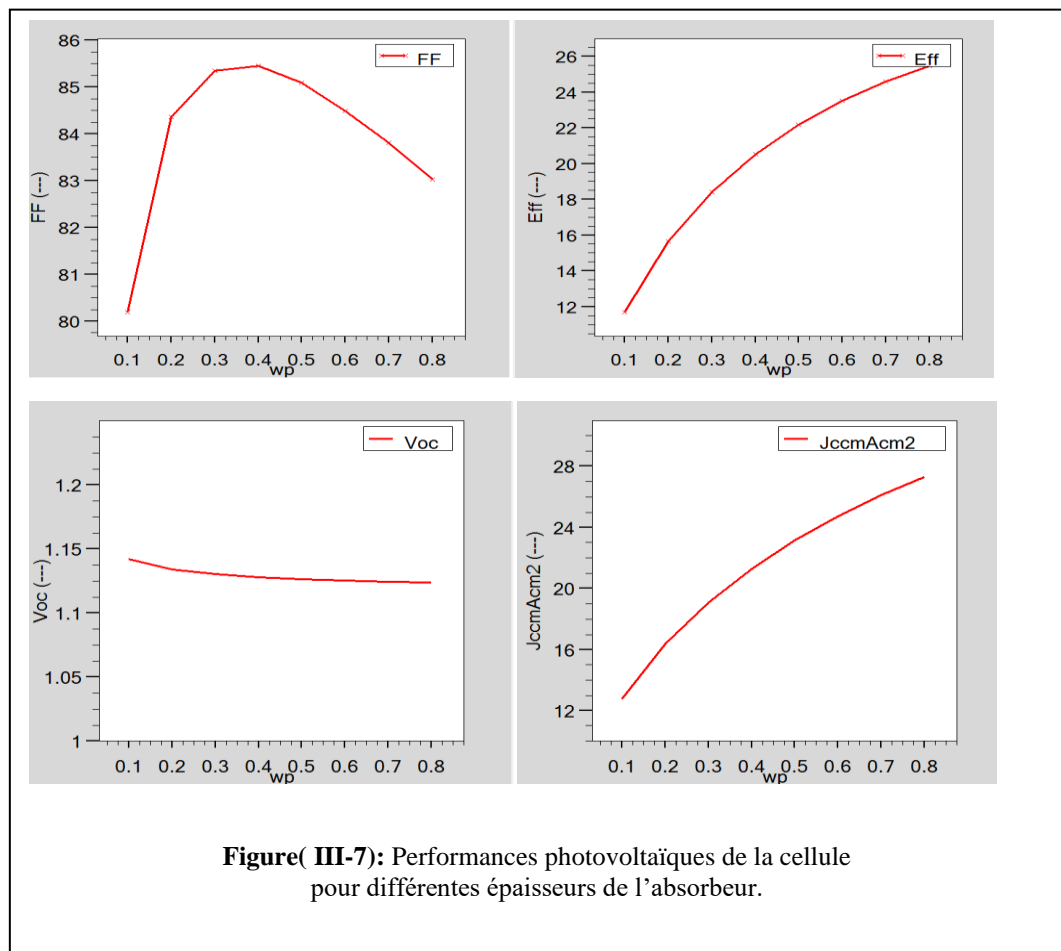 FF
86
85
84
83
82
81
80
FF (---)
0.1 0.2 0.3 0.4 0.5 0.6 0.7 0.8
wp
Eff
26
24
22
20
18
16
14
12
Eff (---)
0.1 0.2 0.3 0.4 0.5 0.6 0.7 0.8
wp
Voc
1.2
1.15
1.1
1.05
1
Voc (---)
0.1 0.2 0.3 0.4 0.5 0.6 0.7 0.8
wp
JccmAcm2
28
24
20
16
12
JccmAcm2 (---)
0.1 0.2 0.3 0.4 0.5 0.6 0.7 0.8
wp
Figure( III-7): Performances photovoltaïques de la cellule
pour différentes épaisseurs de l’absorbeur.